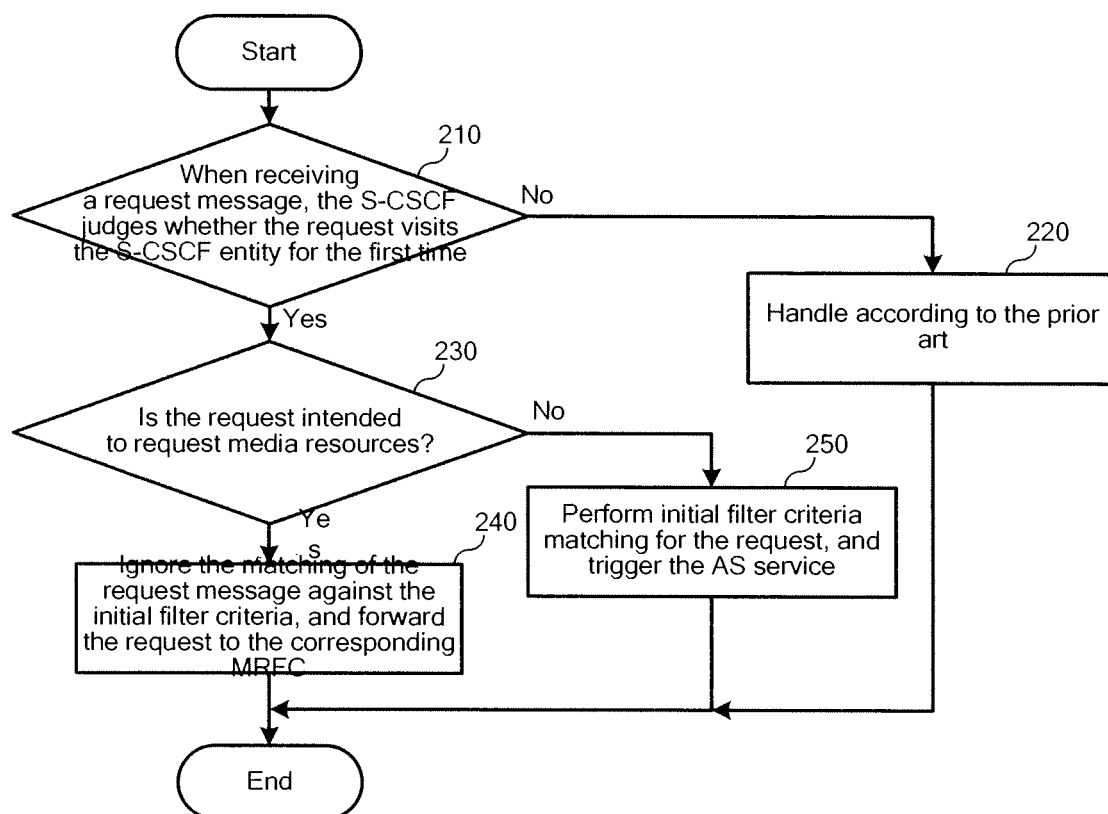 Start
210
When receiving
a request message, the S-CSCF
judges whether the request visits
the S-CSCF entity for the first time
No
220
Handle according to the prior
art
Yes
230
Is the request intended
to request media resources?
No
250
Perform initial filter criteria
matching for the request, and
trigger the AS service
Ye
s
240
Ignore the matching of the
request message against the
initial filter criteria, and forward
the request to the corresponding
MRFC
End